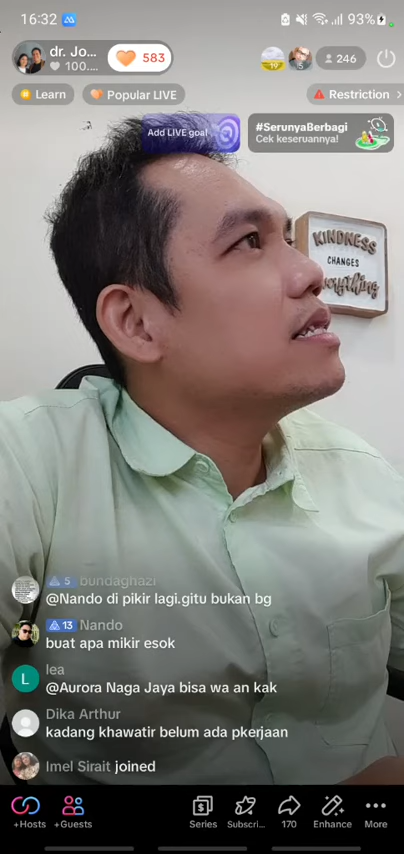 16:32
93%
dr. Jo...
100....
583
19
5
246
Learn
Popular LIVE
Restriction
Add LIVE goal
#SerunyaBerbagi
Cek keseruannya!
KINDNESS
CHANGES
everything
5 bundaghazi
@Nando di pikir lagi.gitu bukan bg
13 Nando
buat apa mikir esok
L
lea
@Aurora Naga Jaya bisa wa an kak
Dika Arthur
kadang khawatir belum ada pkerjaan
Imel Sirait joined
+Hosts
+Guests
Series
Subscri...
170
Enhance
More